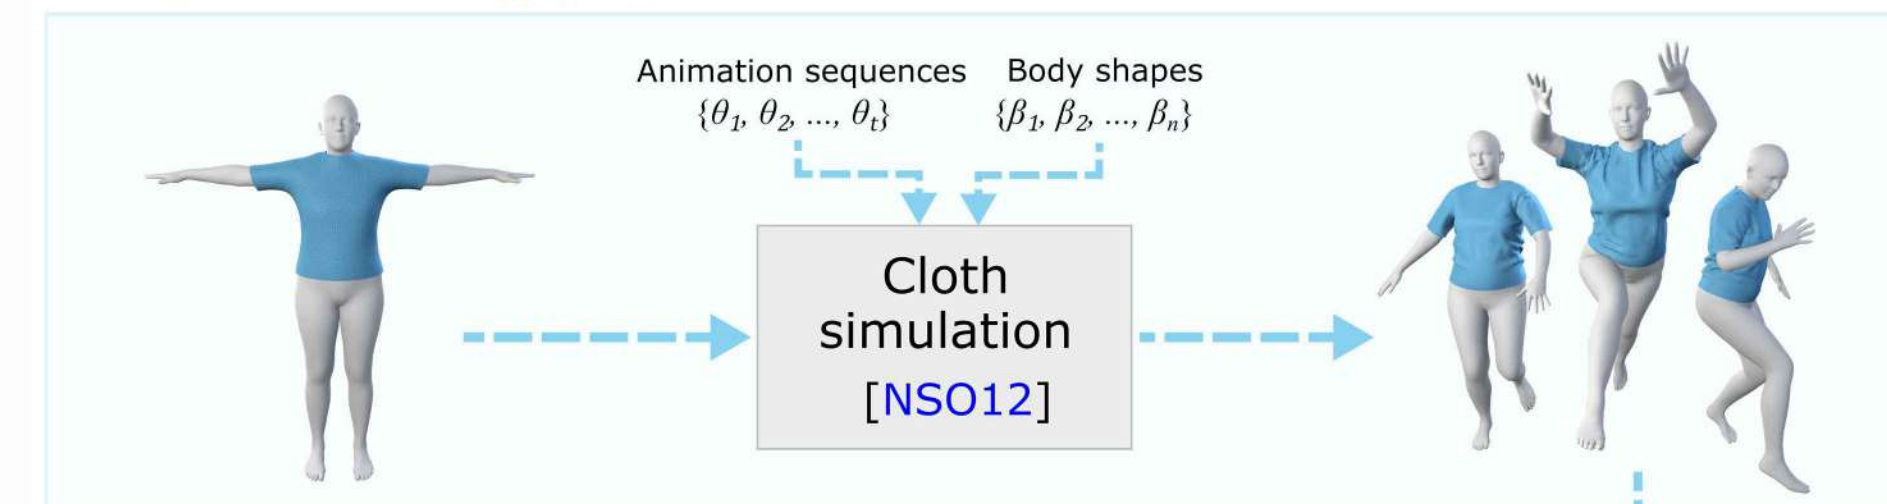 Animation sequences Body shapes
{θ1, θ2, ..., θt} {β1, β2, ..., βn}
Cloth
simulation
[NSO12]